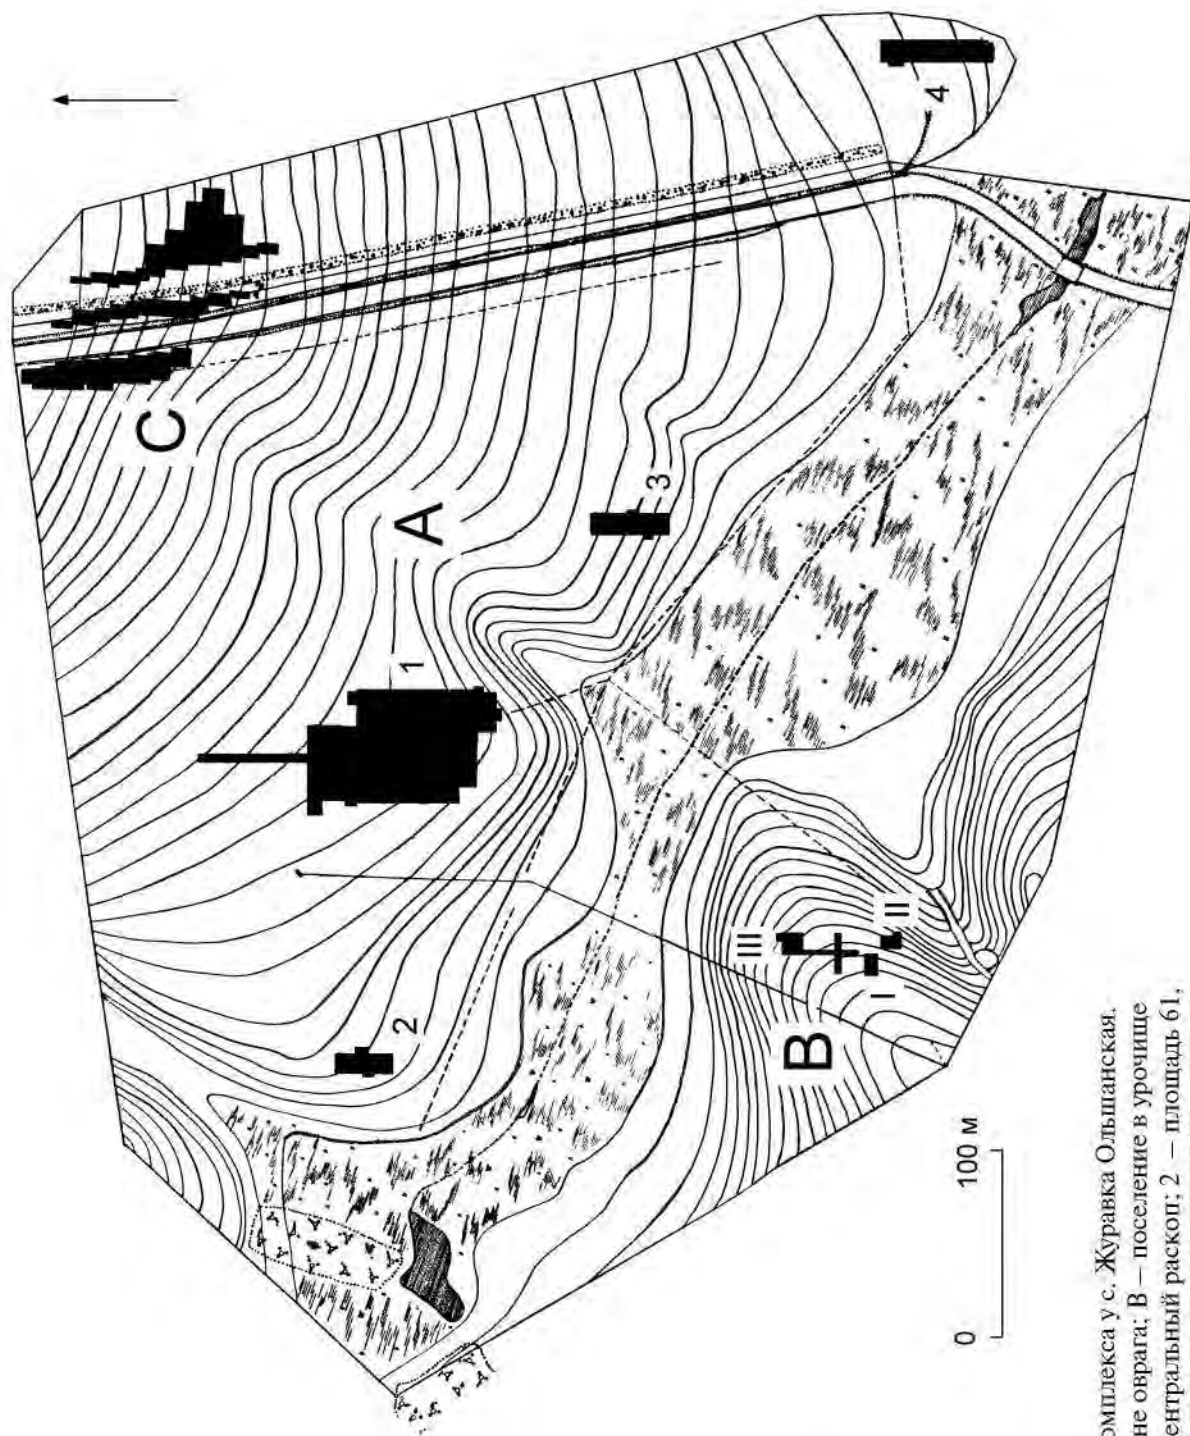 C
A
1
2
3
4
B
III
II
I
0 100 м
омплекса у с. Журавка Ольшанская.
не оврага; В – поселение в урочище
ентральный раскоп; 2 – площадь 61,